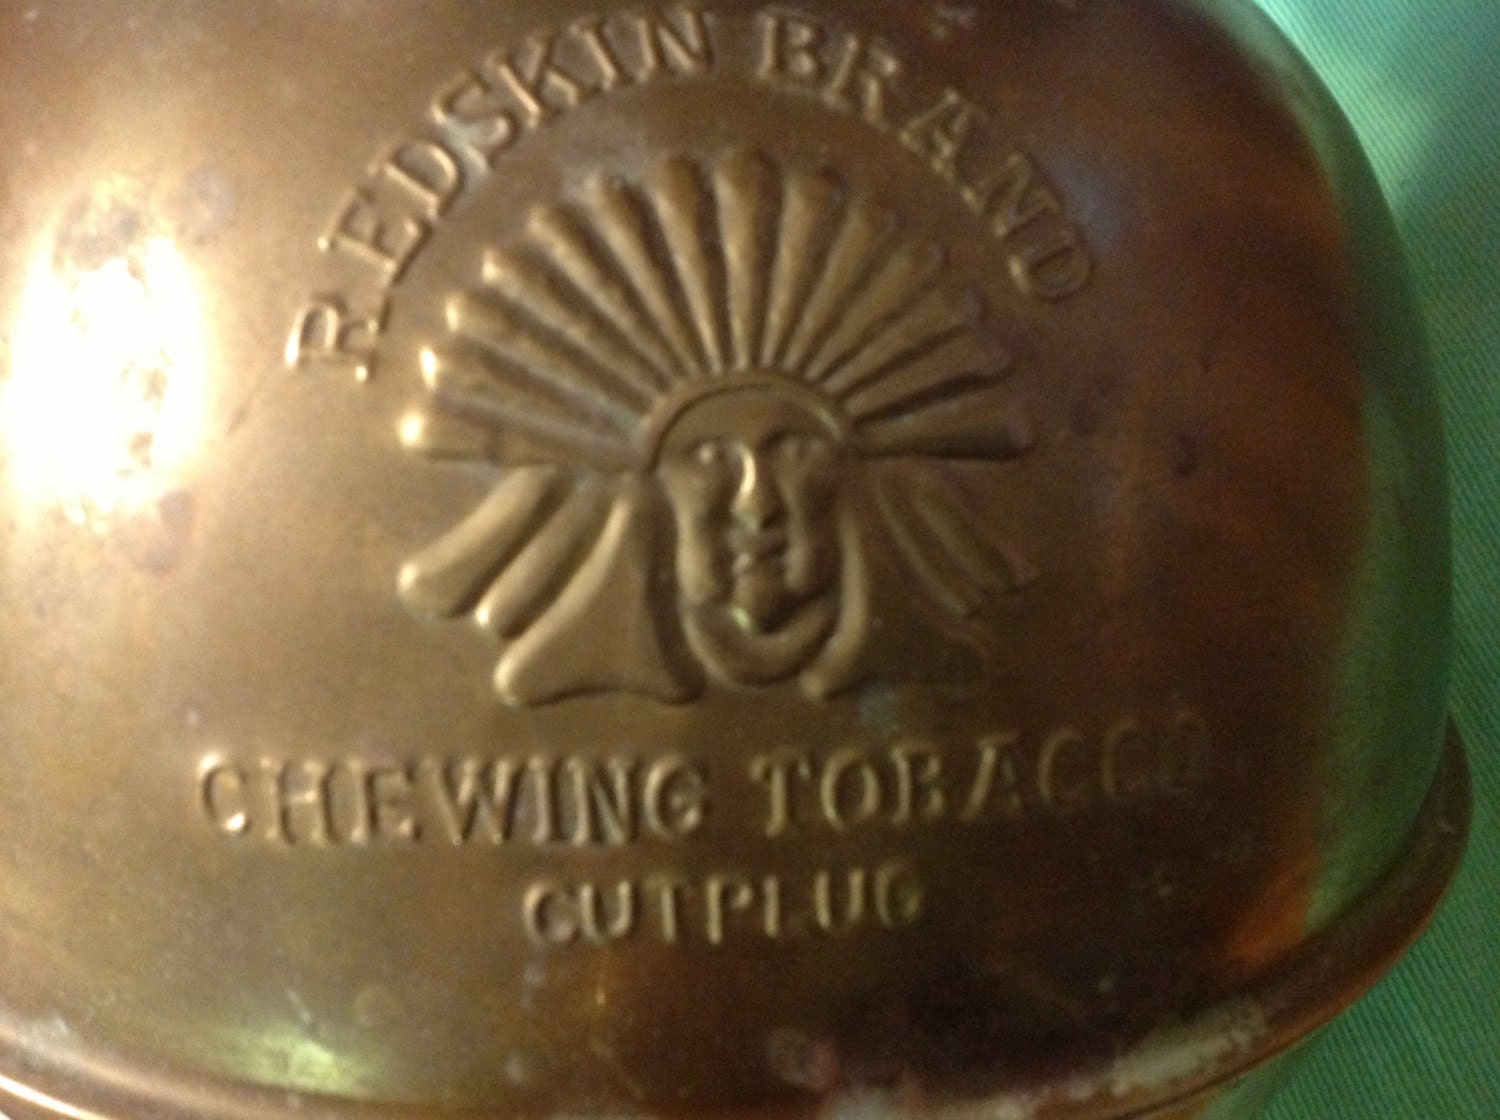 REDSKIN BRAND
CHEWING TOBACCO
CUTPLUG